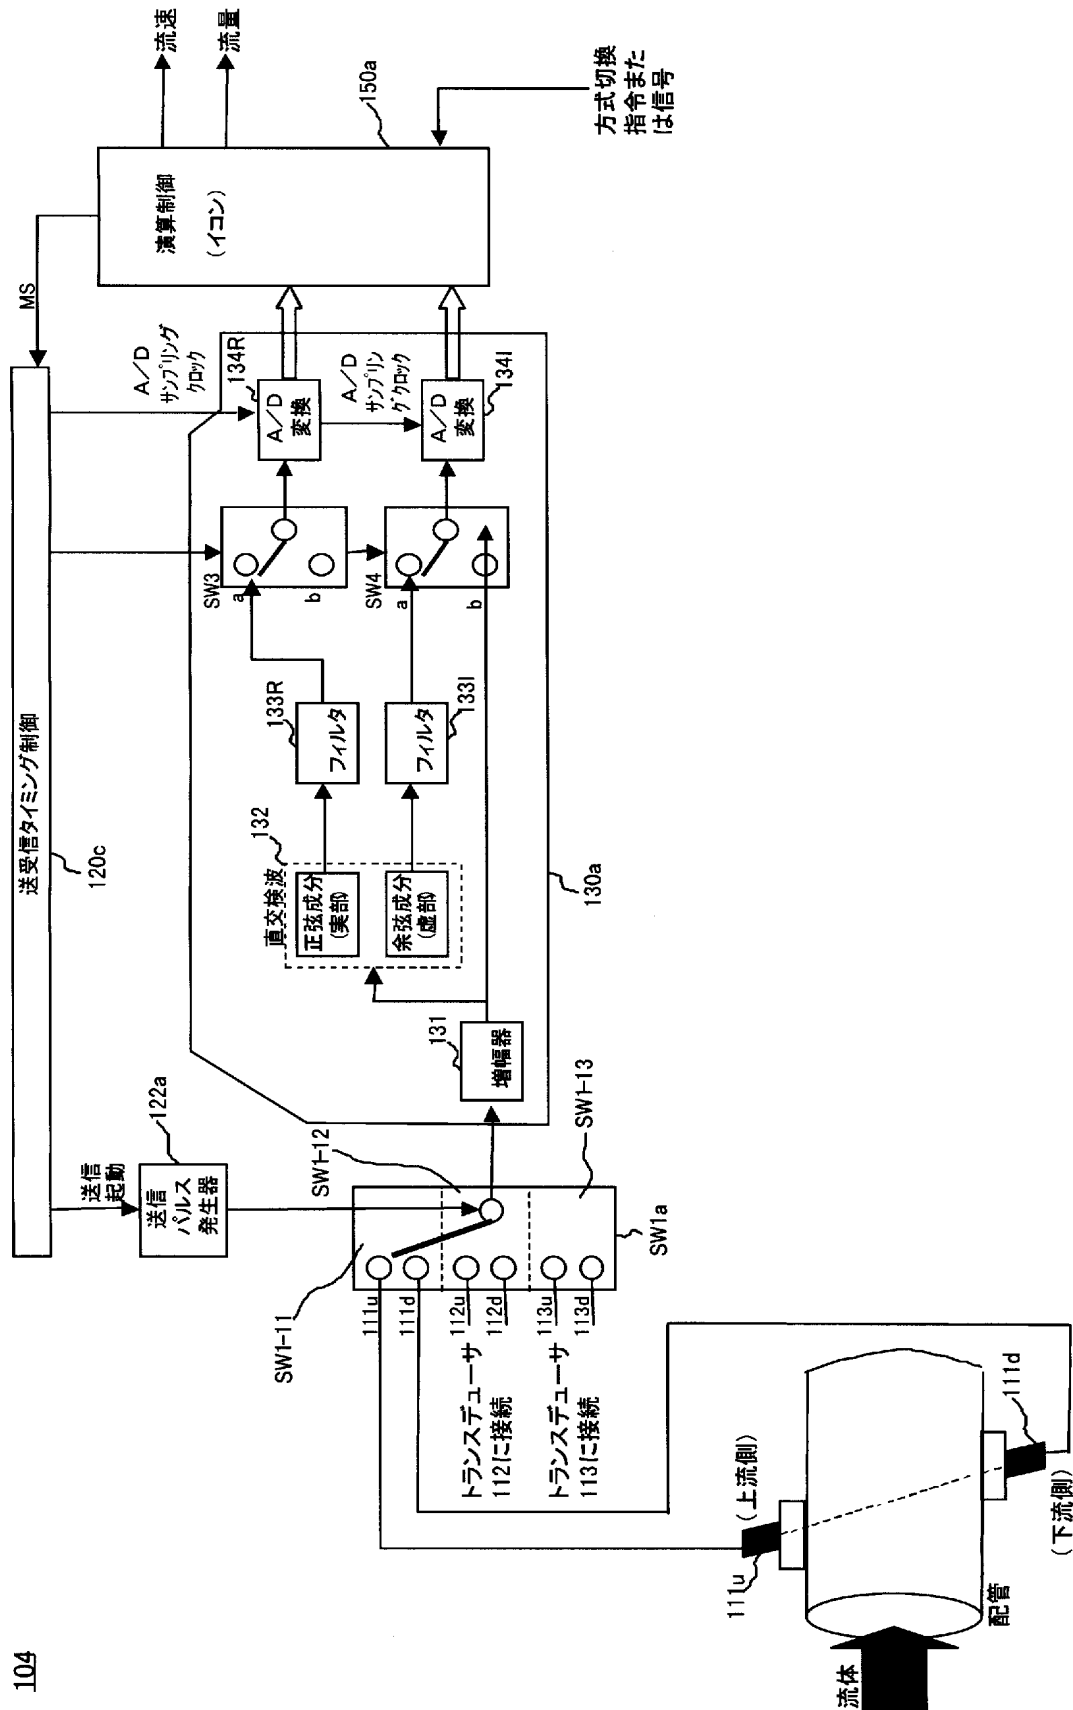 104
送受信タイミング制御
120c
MS
流速
流量
演算制御
(イコン)
150a
方式切換
指令また
は信号
送信
起動
送信
パルス
発生器
122a
A/D
サンプリング
クロック
134R
A/D
変換
A/D
サンプリン
グクロック
134I
A/D
変換
SW3
a
b
SW4
a
b
133R
フィルタ
133I
フィルタ
132
直交検波
正弦成分
(実部)
余弦成分
(虚部)
131
増幅器
130a
SW1-11
SW1-12
SW1-13
SW1a
111u
111d
112u
112d
113u
113d
トランスデューサ
112に接続
トランスデューサ
113に接続
(上流側)
111u
111d
(下流側)
配管
流体